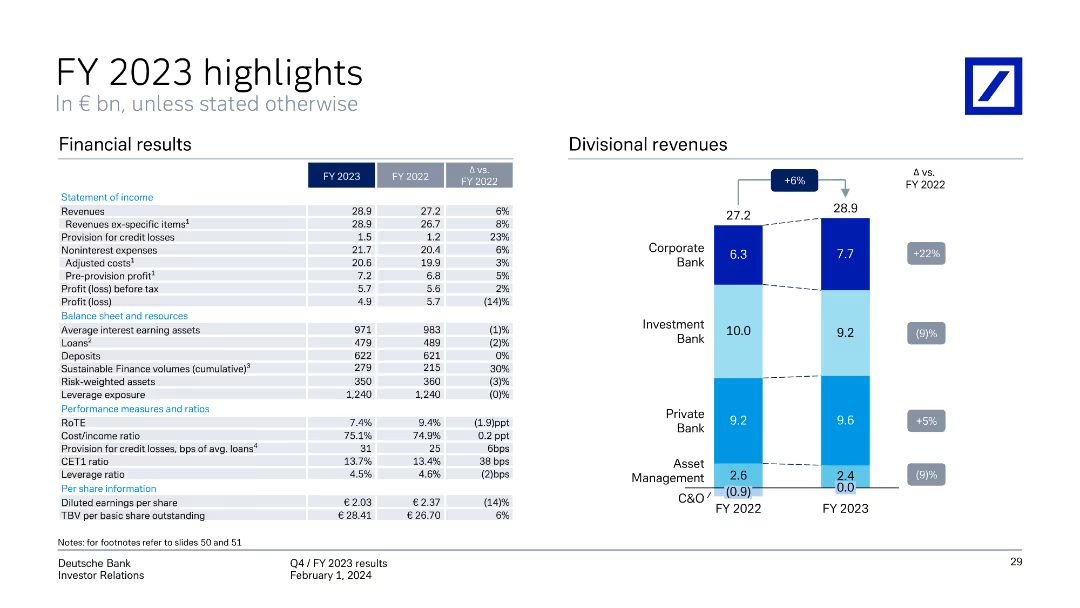 FY 2023 highlights
In € bn, unless stated otherwise
Financial results
FY 2023 FY 2022 Δ vs. FY 2022
Statement of income
Revenues 28.9 27.2 6%
Revenues ex-specific items1 28.9 26.7 8%
Provision for credit losses 1.5 1.2 23%
Noninterest expenses 21.7 20.4 6%
Adjusted costs1 20.6 19.9 3%
Pre-provision profit1 7.2 6.8 5%
Profit (loss) before tax 5.7 5.6 2%
Profit (loss) 4.9 5.7 (14)%
Balance sheet and resources
Average interest earning assets 971 983 (1)%
Loans2 479 489 (2)%
Deposits 622 621 0%
Sustainable Finance volumes (cumulative)3 279 215 30%
Risk-weighted assets 350 360 (3)%
Leverage exposure 1,240 1,240 (0)%
Performance measures and ratios
RoTE 7.4% 9.4% (1.9)ppt
Cost/income ratio 75.1% 74.9% 0.2 ppt
Provision for credit losses, bps of avg. loans4 31 25 6bps
CET1 ratio 13.7% 13.4% 38 bps
Leverage ratio 4.5% 4.6% (2)bps
Per share information
Diluted earnings per share € 2.03 € 2.37 (14)%
TBV per basic share outstanding € 28.41 € 26.70 6%
Divisional revenues
+6%
Δ vs.
FY 2022
27.2 28.9
Corporate
Bank
6.3 7.7 +22%
Investment
Bank
10.0 9.2 (9)%
Private
Bank
9.2 9.6 +5%
Asset
Management
2.6 2.4 (9)%
C&O (0.9) 0.0
FY 2022 FY 2023
Notes: for footnotes refer to slides 50 and 51
Deutsche Bank
Investor Relations
Q4 / FY 2023 results
February 1, 2024
29